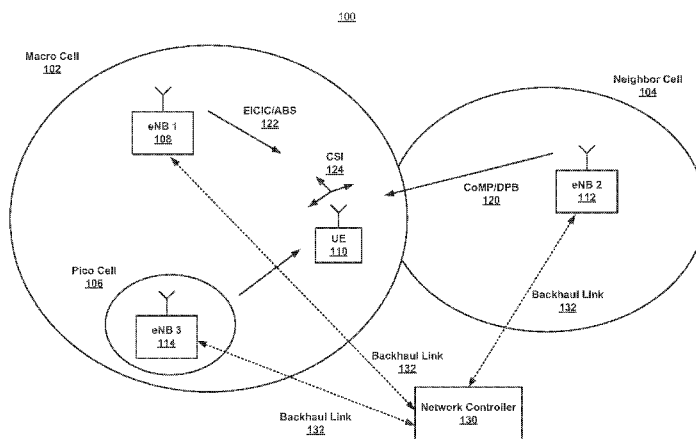 100
Macro Cell
102
Neighbor Cell
104
eNB 1
108
EICIC/ABS
122
CSI
124
CoMP/DPB
120
eNB 2
112
UE
110
Pico Cell
106
eNB 3
114
Backhaul Link
132
Backhaul Link
132
Backhaul Link
132
Network Controller
130